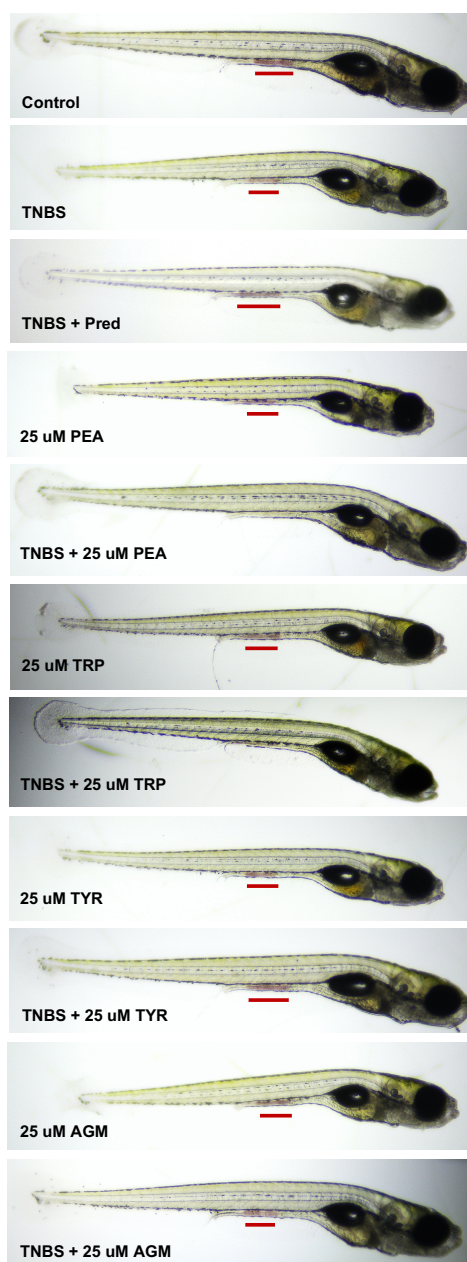 Control
TNBS
TNBS + Pred
25 uM PEA
TNBS + 25 uM PEA
25 uM TRP
TNBS + 25 uM TRP
25 uM TYR
TNBS + 25 uM TYR
25 uM AGM
TNBS + 25 uM AGM